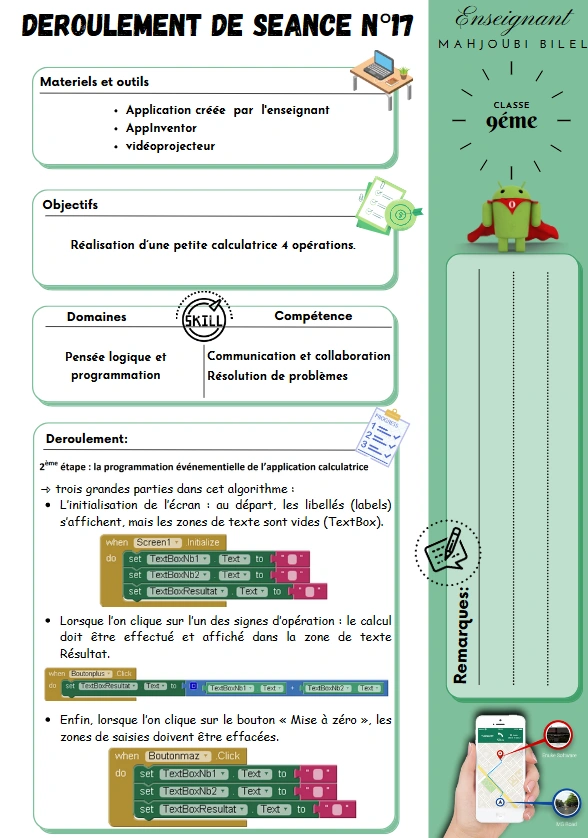 DEROULEMENT DE SEANCE N°17
Enseignant
MAHJOUBI BILEL
CLASSE
9éme
Materiels et outils
• Application créée par l'enseignant
• AppInventor
• vidéoprojecteur
Objectifs
Réalisation d'une petite calculatrice 4 opérations.
Domaines
SKILL
Compétence
Pensée logique et
programmation
Communication et collaboration
Résolution de problèmes
PROGRESS
1
2
3
Deroulement:
2ème étape : la programmation événementielle de l'application calculatrice
→ trois grandes parties dans cet algorithme :
• L'initialisation de l'écran : au départ, les libellés (labels)
s'affichent, mais les zones de texte sont vides (TextBox).
when Screen1 Initialize
do set TextBoxNb1 . Text to " "
set TextBoxNb2 . Text to " "
set TextBoxResultat . Text to " "
• Lorsque l'on clique sur l'un des signes d'opération : le calcul
doit être effectué et affiché dans la zone de texte
Résultat.
when Boutonplus .Click
do set TextBoxResultat . Text to TextBoxNb1 . Text + TextBoxNb2 . Text
• Enfin, lorsque l'on clique sur le bouton « Mise à zéro », les
zones de saisies doivent être effacées.
when Boutonmaz .Click
do set TextBoxNb1 . Text to " "
set TextBoxNb2 . Text to " "
set TextBoxResultat . Text to " "
Remarques: